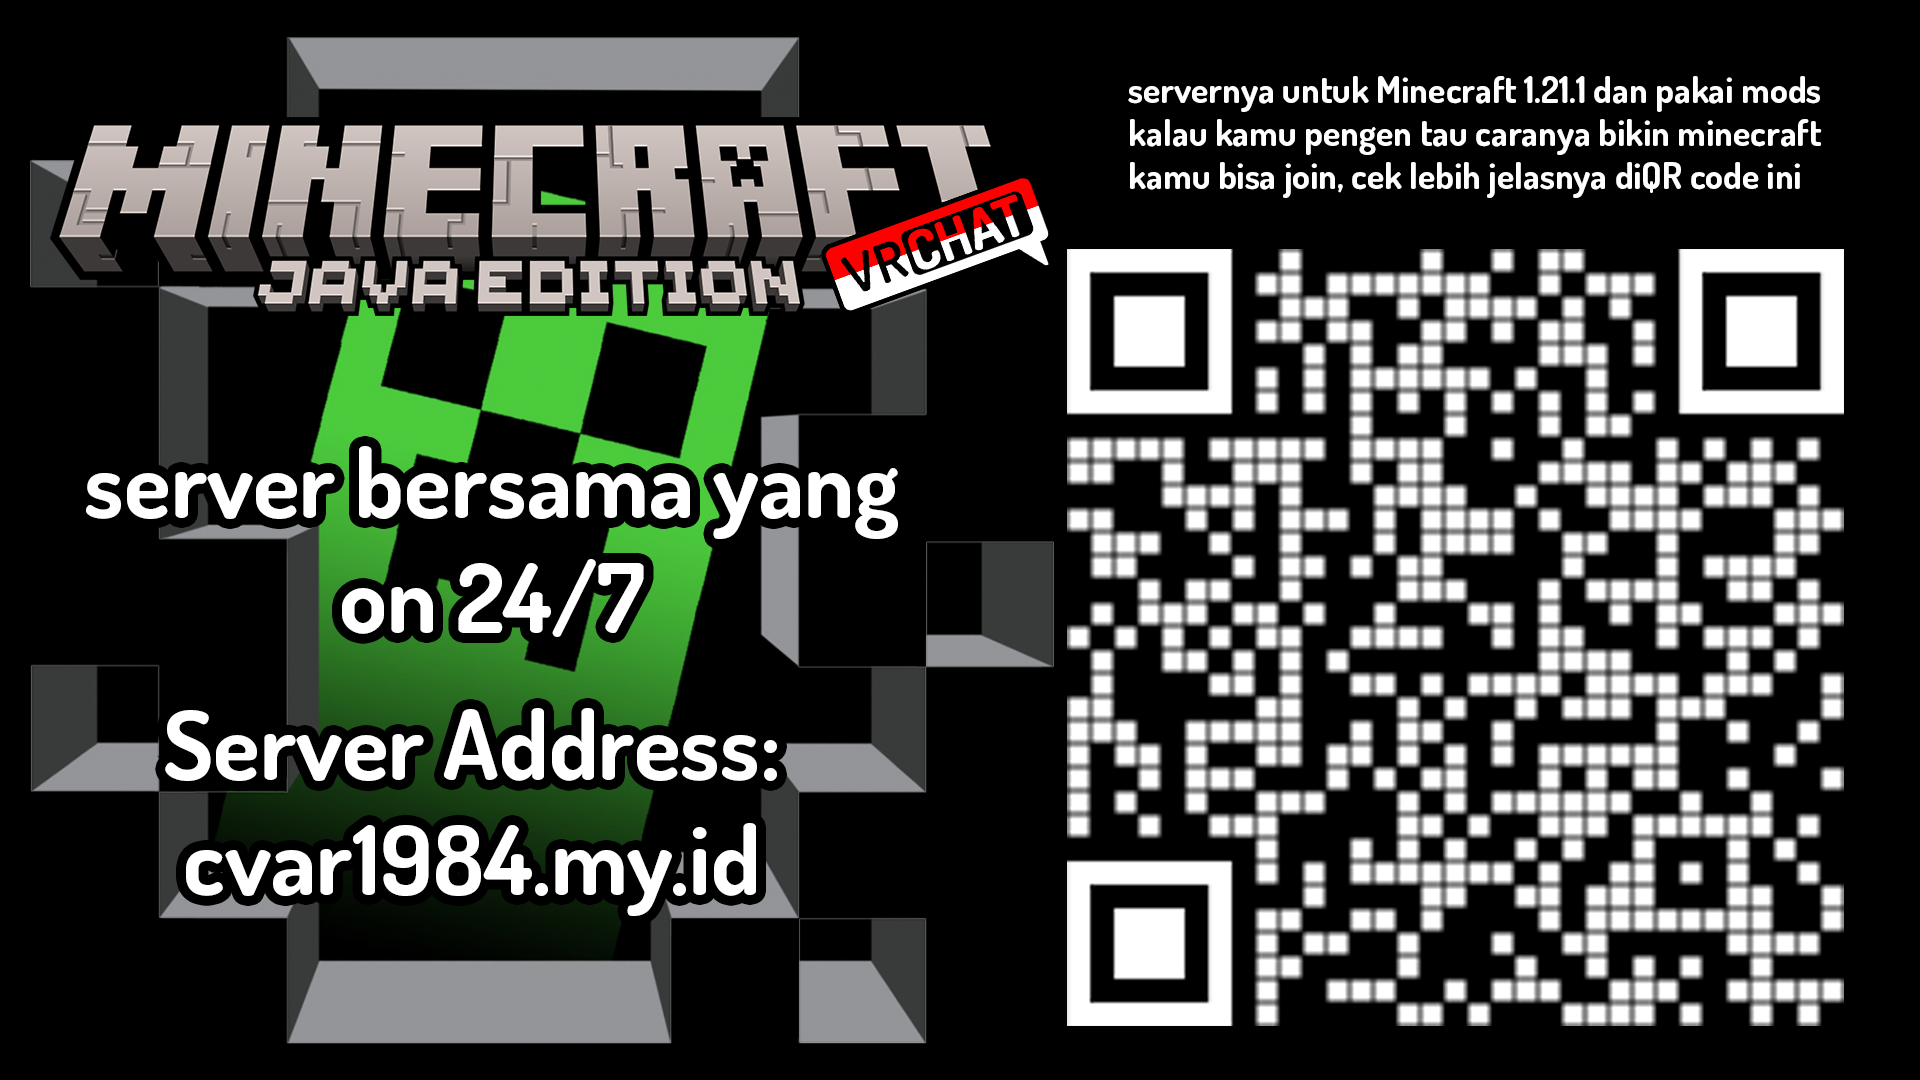 MINECRAFT
JAVA EDITION
VRCHAT
server bersama yang
on 24/7
Server Address:
cvar1984.my.id
servernya untuk Minecraft 1.21.1 dan pakai mods
kalau kamu pengen tau caranya bikin minecraft
kamu bisa join, cek lebih jelasnya diQR code ini